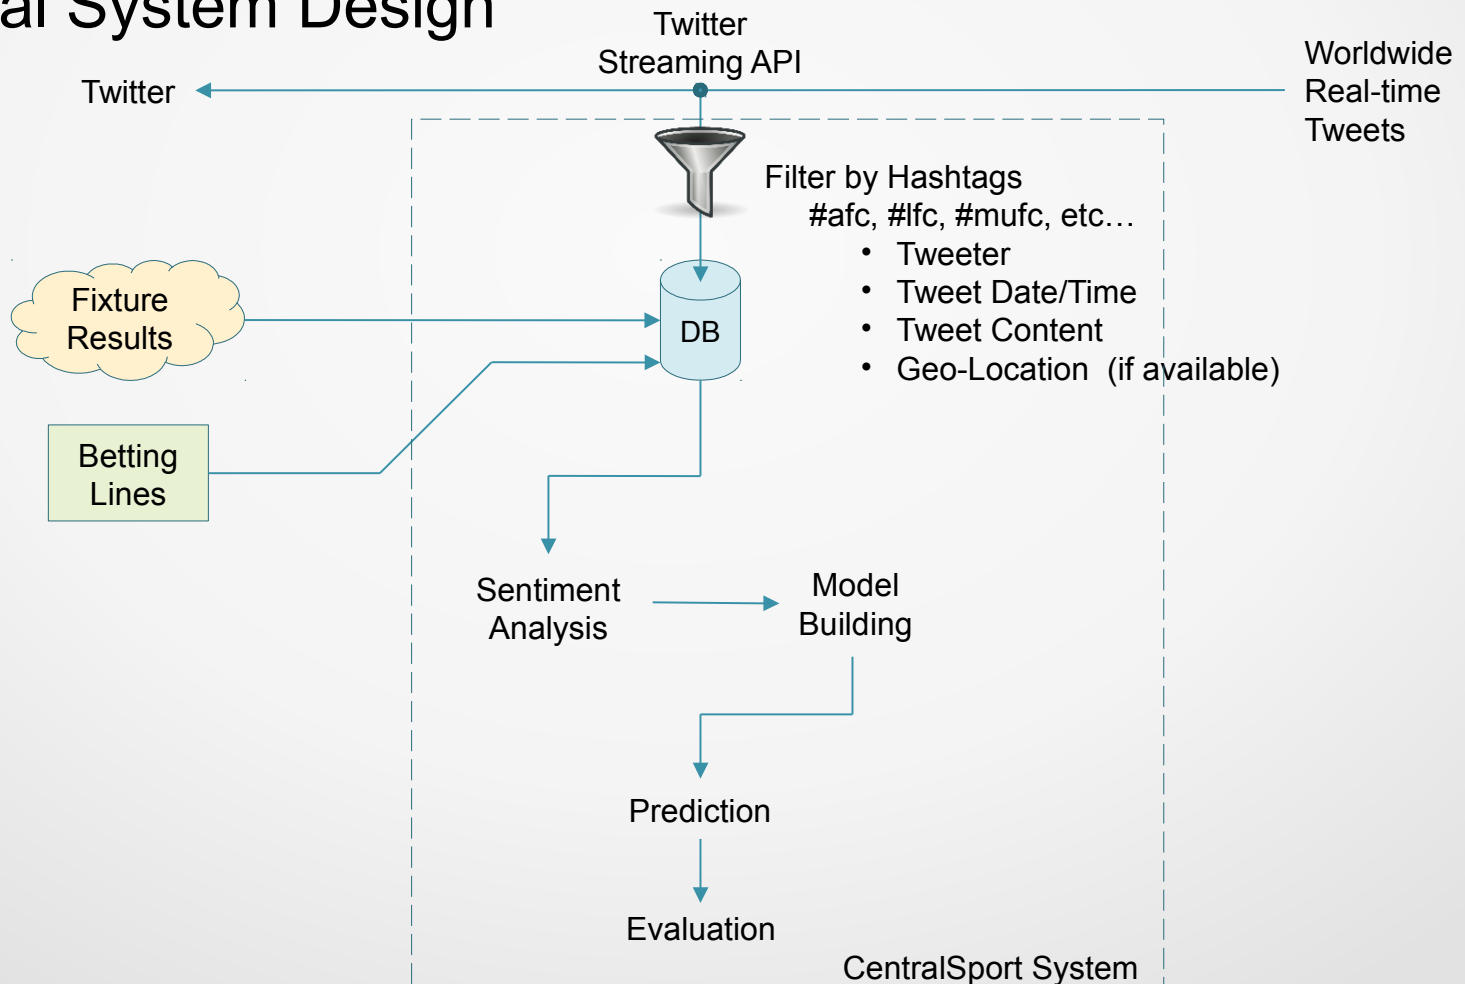 al System Design
Twitter
Streaming API
Worldwide
Real-time
Tweets
Twitter
Filter by Hashtags
#afc, #lfc, #mufc, etc…
• Tweeter
• Tweet Date/Time
• Tweet Content
• Geo-Location (if available)
Fixture
Results
DB
Betting
Lines
Sentiment
Analysis
Model
Building
Prediction
Evaluation
CentralSport System